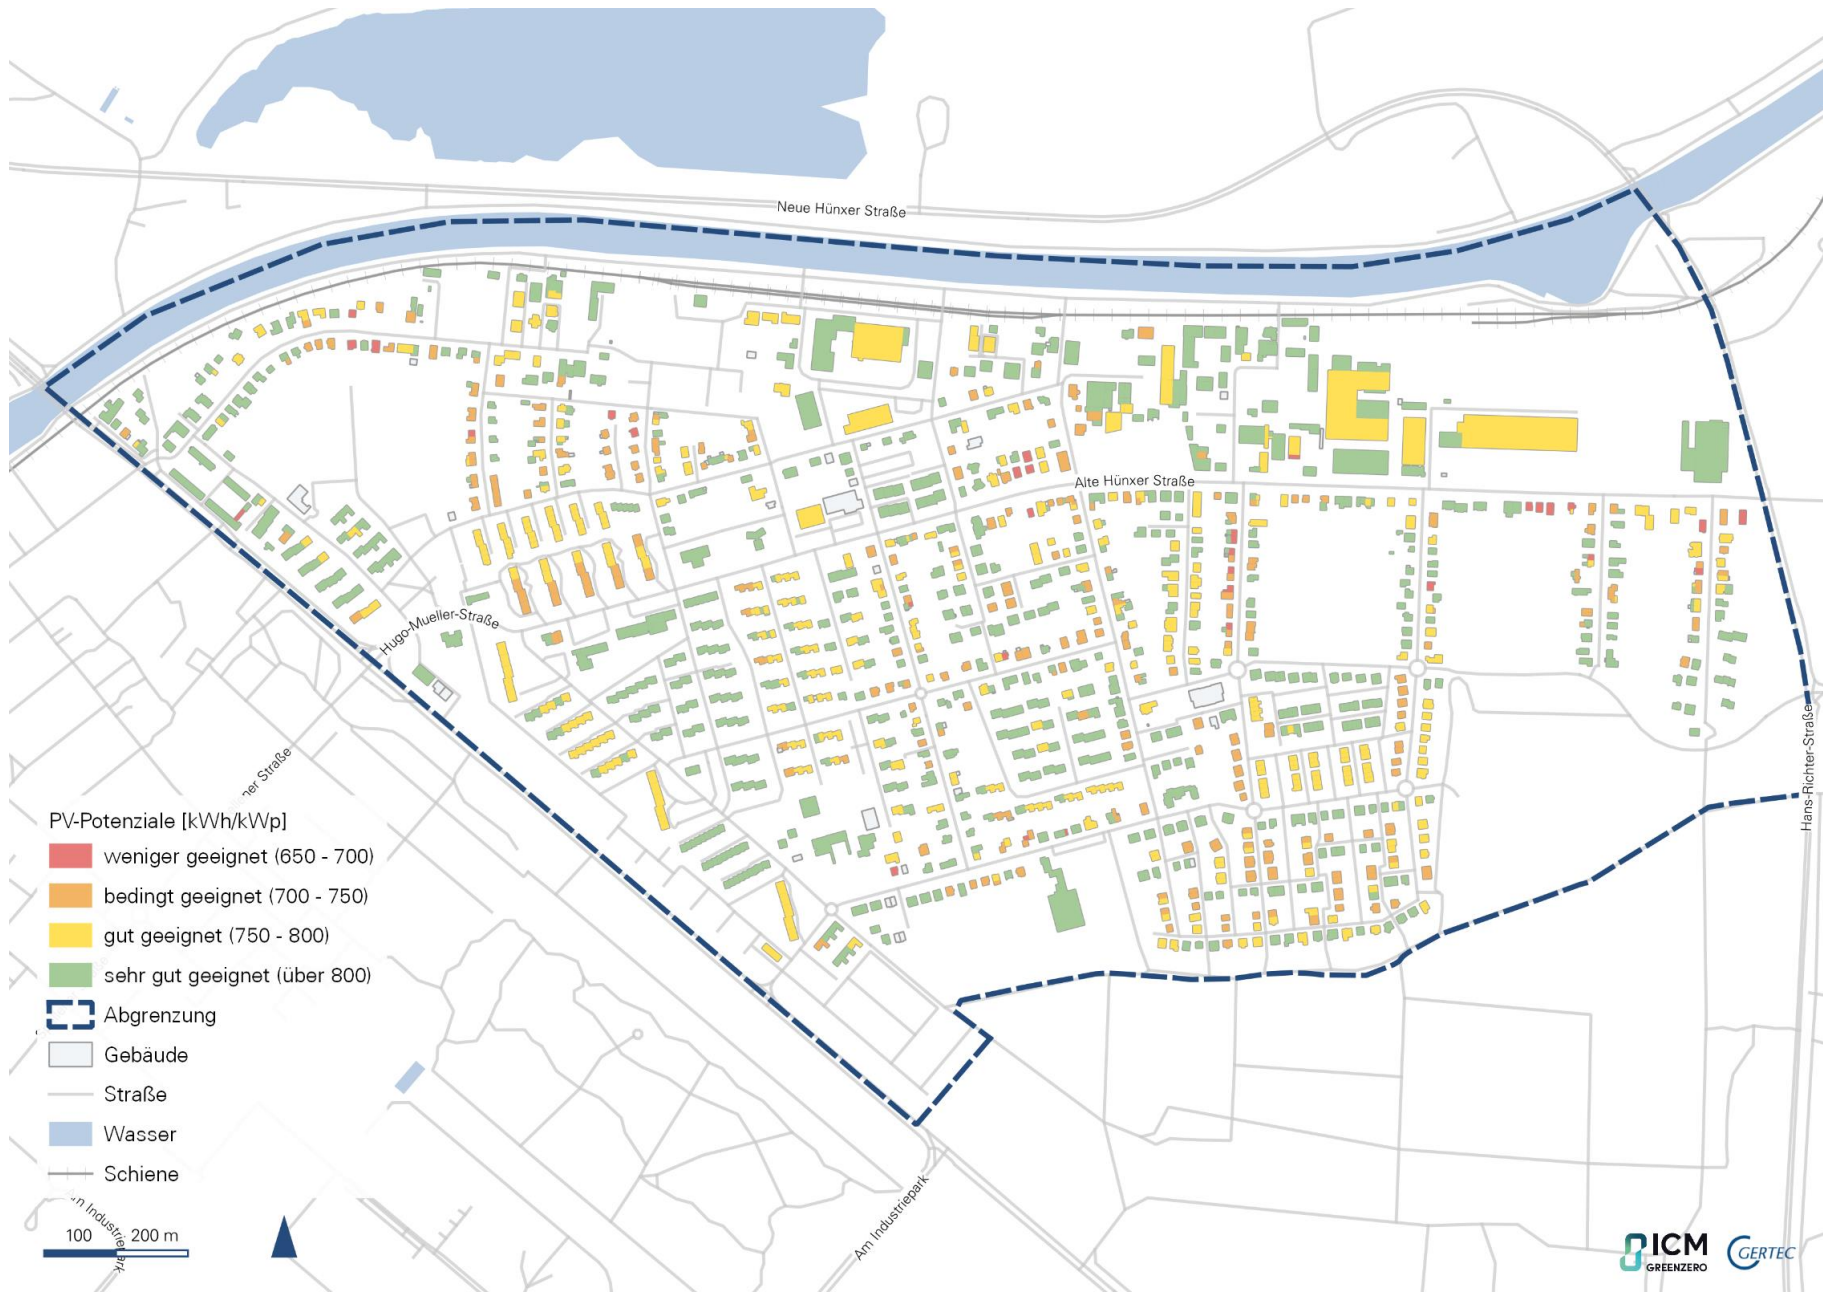 Neue Hünxer Straße
Alte Hünxer Straße
Hugo-Mueller-Straße
Hans-Richter-Straße
PV-Potenziale [kWh/kWp]
weniger geeignet (650 - 700)
bedingt geeignet (700 - 750)
gut geeignet (750 - 800)
sehr gut geeignet (über 800)
Abgrenzung
Gebäude
Straße
Wasser
Schiene
100 200 m
Am Industriepark
ICM
GREENZERO
GERTEC